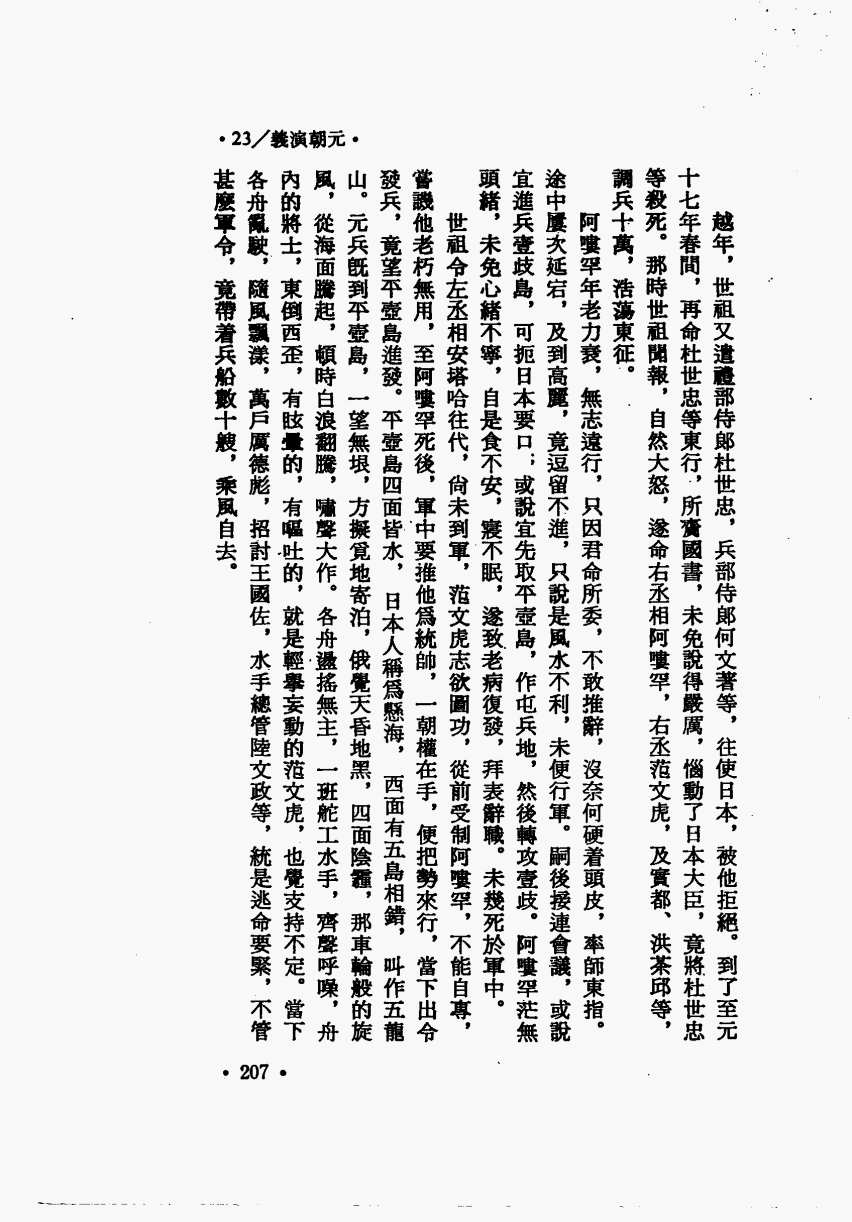 •23／義演朝元•
越年，世祖又遣禮部侍郞杜世忠，兵部侍郞何文著等，往使日本，被他拒絕。到了至元
十七年春間，再命杜世忠等東行，所賫國書，未免說得嚴厲，惱動了日本大臣，竟將杜世忠
等殺死。那時世祖聞報，自然大怒，遂命右丞相阿嘍罕，右丞范文虎，及實都、洪茶邱等，
調兵十萬，浩蕩東征。
阿嘍罕年老力衰，無志遠行，只因君命所委，不敢推辭，沒奈何硬着頭皮，率師東指。
途中屢次延宕，及到高麗，竟逗留不進，只說是風水不利，未便行軍。嗣後接連會議，或說
宜進兵壹歧島，可扼日本要口；或說宜先取平壺島，作屯兵地，然後轉攻壹歧。阿嘍罕茫無
頭緒，未免心緒不寧，自是食不安，寢不眠，遂致老病復發，拜表辭職。未幾死於軍中。
世祖令左丞相安塔哈往代，尙未到軍，范文虎志欲圖功，從前受制阿嘍罕，不能自專，
嘗譏他老朽無用，至阿嘍罕死後，軍中要推他爲統帥，一朝權在手，便把勢來行，當下出令
發兵，竟望平壺島進發。平壺島四面皆水，日本人稱爲懸海，西面有五島相錯，叫作五龍
山。元兵既到平壺島，一望無垠，方擬覓地寄泊，俄覺天昏地黑，四面陰霾，那車輪般的旋
風，從海面騰起，頓時白浪翻騰，嘯聲大作。各舟盪搖無主，一班舵工水手，齊聲呼噪，舟
內的將士，東倒西歪，有眩暈的，有嘔吐的，就是輕舉妄動的范文虎，也覺支持不定。當下
各舟亂駛，隨風飄漾，萬戶厲德彪，招討王國佐，水手總管陸文政等，統是逃命要緊，不管
甚麼軍令，竟帶着兵船數十艘，乘風自去。
•207•